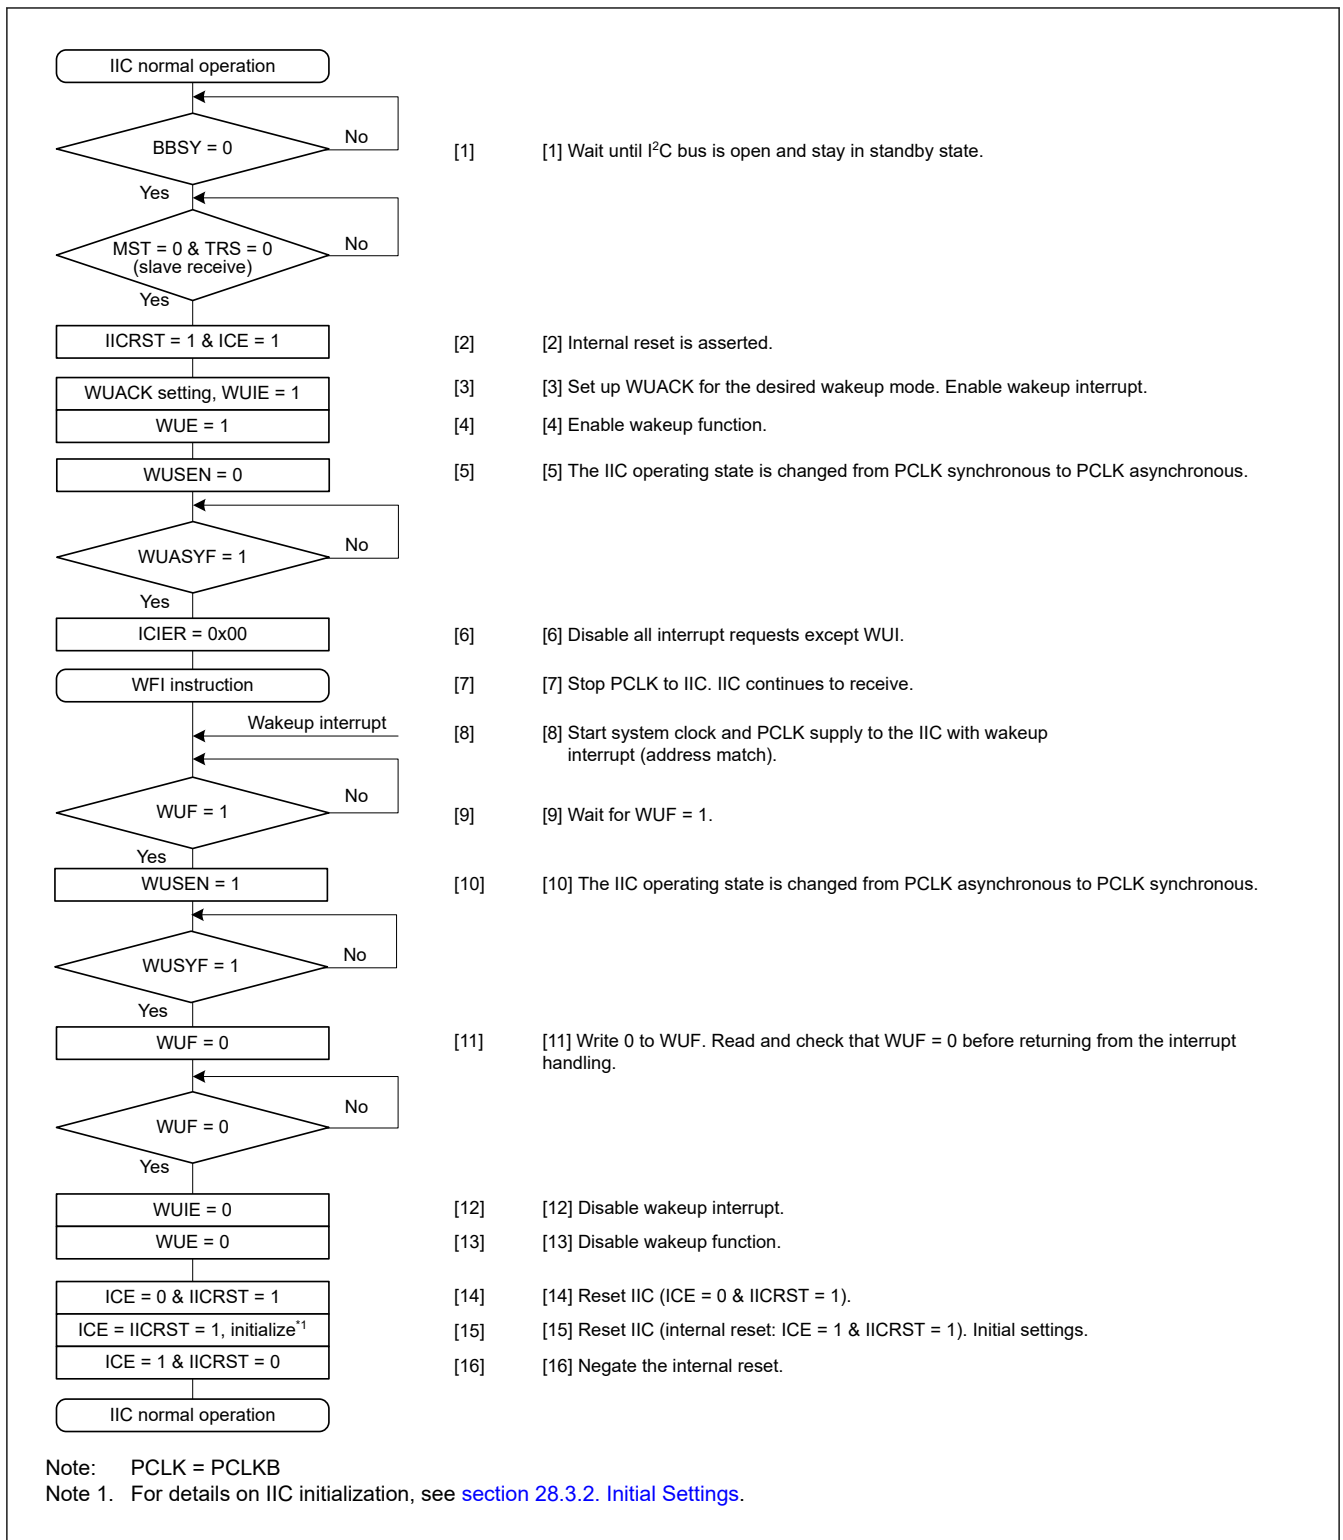 IIC normal operation
BBSY = 0
No
[1] [1] Wait until I²C bus is open and stay in standby state.
Yes
MST = 0 & TRS = 0
(slave receive)
No
Yes
IICRST = 1 & ICE = 1
[2] [2] Internal reset is asserted.
WUACK setting, WUIE = 1
[3] [3] Set up WUACK for the desired wakeup mode. Enable wakeup interrupt.
WUE = 1
[4] [4] Enable wakeup function.
WUSEN = 0
[5] [5] The IIC operating state is changed from PCLK synchronous to PCLK asynchronous.
WUASYF = 1
No
Yes
ICIER = 0x00
[6] [6] Disable all interrupt requests except WUI.
WFI instruction
[7] [7] Stop PCLK to IIC. IIC continues to receive.
Wakeup interrupt
[8] [8] Start system clock and PCLK supply to the IIC with wakeup
interrupt (address match).
WUF = 1
No
[9] [9] Wait for WUF = 1.
Yes
WUSEN = 1
[10] [10] The IIC operating state is changed from PCLK asynchronous to PCLK synchronous.
WUSYF = 1
No
Yes
WUF = 0
[11] [11] Write 0 to WUF. Read and check that WUF = 0 before returning from the interrupt
handling.
WUF = 0
No
Yes
WUIE = 0
[12] [12] Disable wakeup interrupt.
WUE = 0
[13] [13] Disable wakeup function.
ICE = 0 & IICRST = 1
[14] [14] Reset IIC (ICE = 0 & IICRST = 1).
ICE = IICRST = 1, initialize*1
[15] [15] Reset IIC (internal reset: ICE = 1 & IICRST = 1). Initial settings.
ICE = 1 & IICRST = 0
[16] [16] Negate the internal reset.
IIC normal operation
Note: PCLK = PCLKB
Note 1. For details on IIC initialization, see section 28.3.2. Initial Settings.